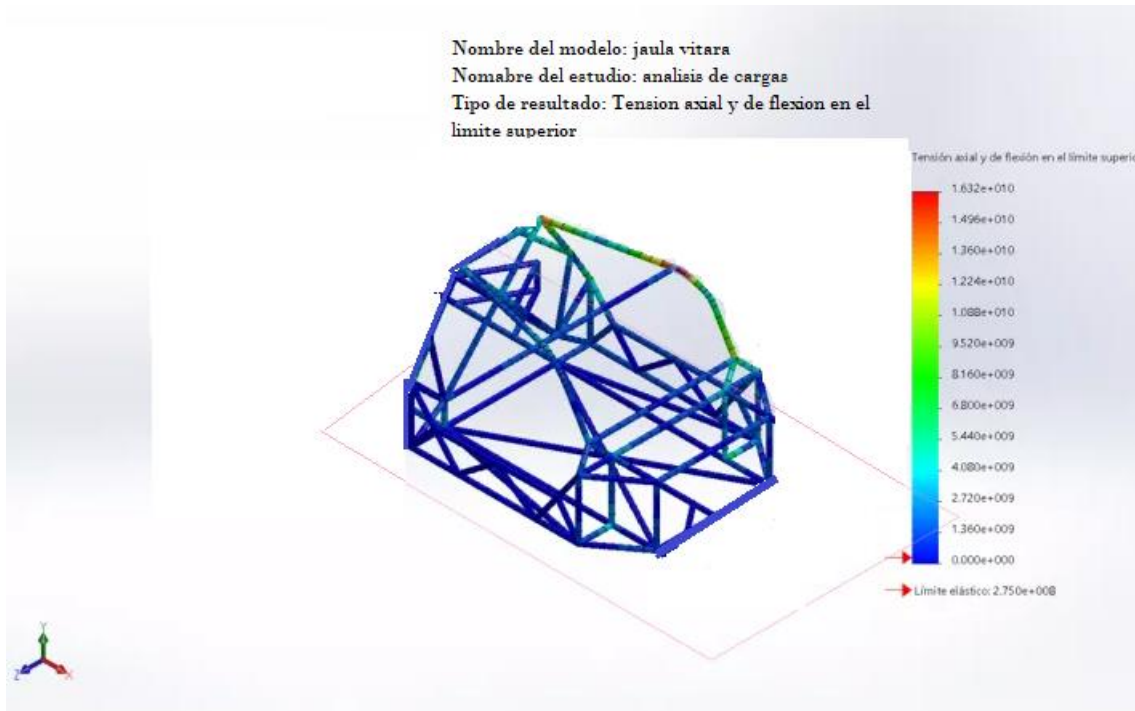 Nombre del modelo: jaula vitara
Nomabre del estudio: analisis de cargas
Tipo de resultado: Tension axial y de flexion en el
limite superior
Tensión axial y de flexión en el límite superio
1.632e+010
1.496e+010
1.360e+010
1.224e+010
1.088e+010
9.520e+009
8.160e+009
6.800e+009
5.440e+009
4.080e+009
2.720e+009
1.360e+009
0.000e+000
Límite elástico: 2.750e+008
Y
Z
X